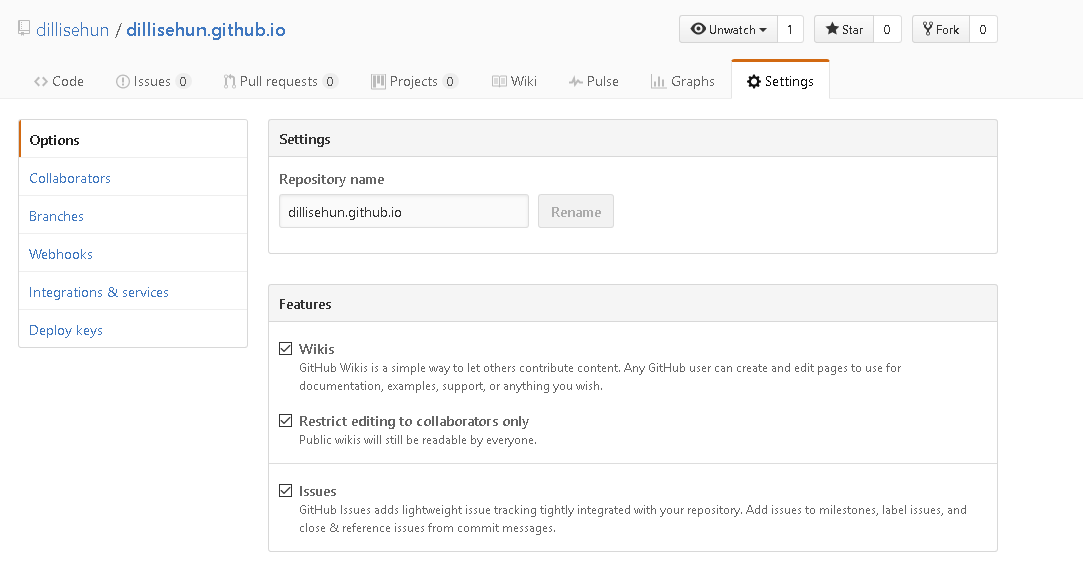 dillisehun / dillisehun.github.io
Unwatch 1 Star 0 Fork 0
Code Issues 0 Pull requests 0 Projects 0 Wiki Pulse Graphs Settings
Options
Collaborators
Branches
Webhooks
Integrations & services
Deploy keys
Settings
Repository name
dillisehun.github.io Rename
Features
Wikis
GitHub Wikis is a simple way to let others contribute content. Any GitHub user can create and edit pages to use for
documentation, examples, support, or anything you wish.
Restrict editing to collaborators only
Public wikis will still be readable by everyone.
Issues
GitHub Issues adds lightweight issue tracking tightly integrated with your repository. Add issues to milestones, label issues, and
close & reference issues from commit messages.